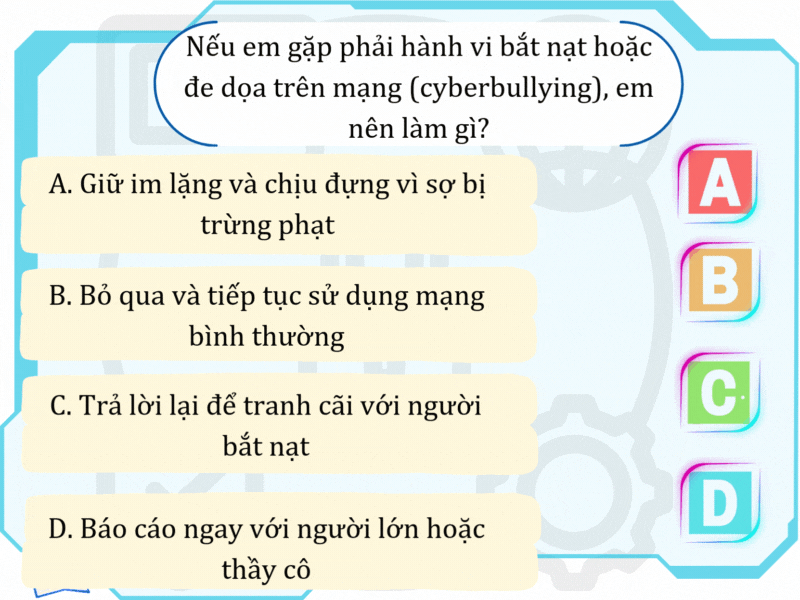 Nếu em gặp phải hành vi bắt nạt hoặc
đe dọa trên mạng (cyberbullying), em
nên làm gì?
A. Giữ im lặng và chịu đựng vì sợ bị
trừng phạt
A
B. Bỏ qua và tiếp tục sử dụng mạng
bình thường
B
C. Trả lời lại để tranh cãi với người
bắt nạt
C
D. Báo cáo ngay với người lớn hoặc
thầy cô
D